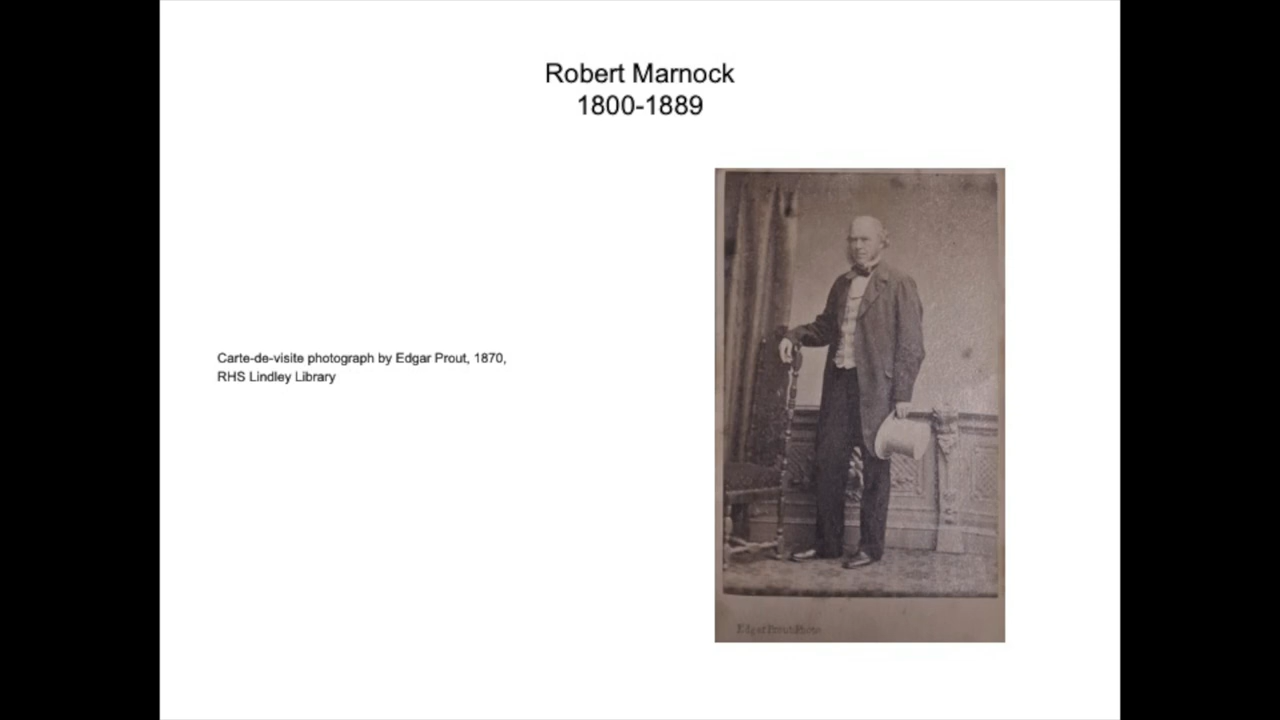 Robert Marnock
1800-1889
Carte-de-visite photograph by Edgar Prout, 1870,
RHS Lindley Library
Edgar Prout Photo